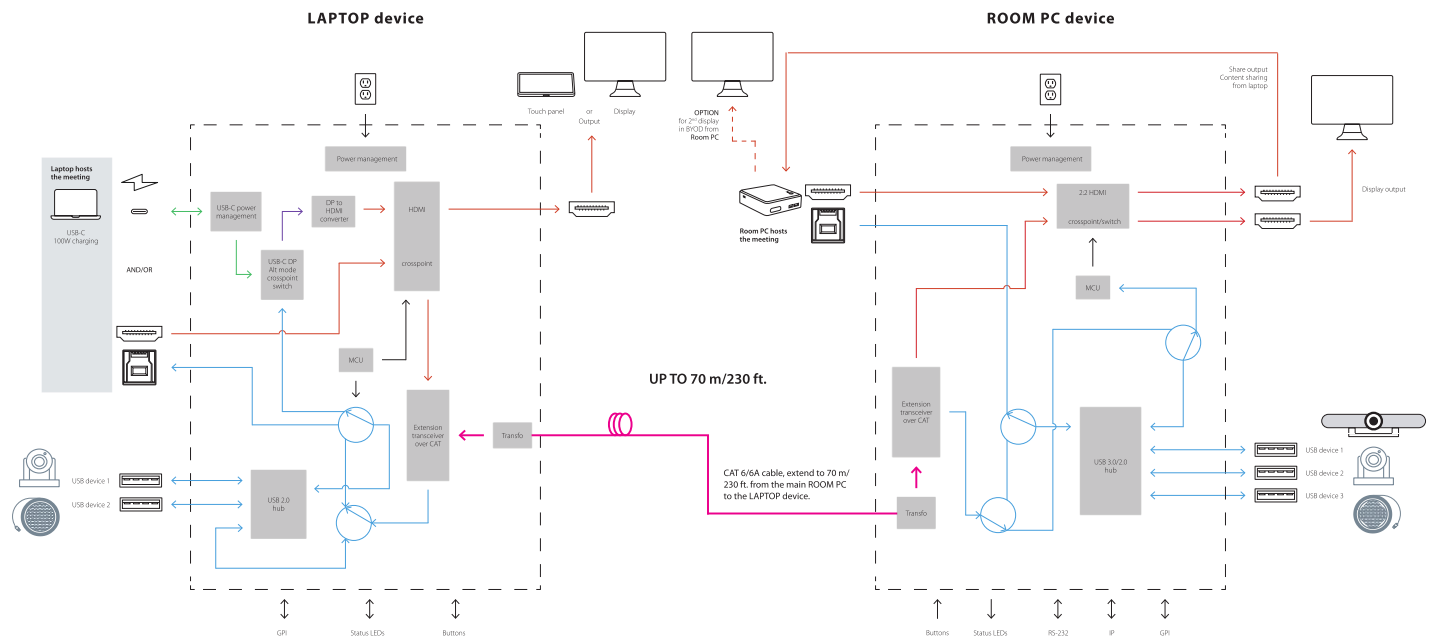 LAPTOP device
ROOM PC device
Touch panel
or
Output
Display
OPTION
for 2nd display
in BYOD from
Room PC
Share output
Content sharing
from laptop
Power management
Power management
Laptop hosts
the meeting
USB-C
100W charging
AND/OR
USB-C power
management
DP to
HDMI
converter
HDMI
crosspoint
USB-C DP
Alt mode
crosspoint
switch
Room PC hosts
the meeting
2:2 HDMI
crosspoint/switch
Display output
MCU
MCU
UP TO 70 m/230 ft.
Extension
transceiver
over CAT
Transfo
Extension
transceiver
over CAT
Transfo
CAT 6/6A cable, extend to 70 m/
230 ft. from the main ROOM PC
to the LAPTOP device.
USB device 1
USB device 2
USB 2.0
hub
USB 3.0/2.0
hub
USB device 1
USB device 2
USB device 3
GPI
Status LEDs
Buttons
Buttons
Status LEDs
RS-232
IP
GPI